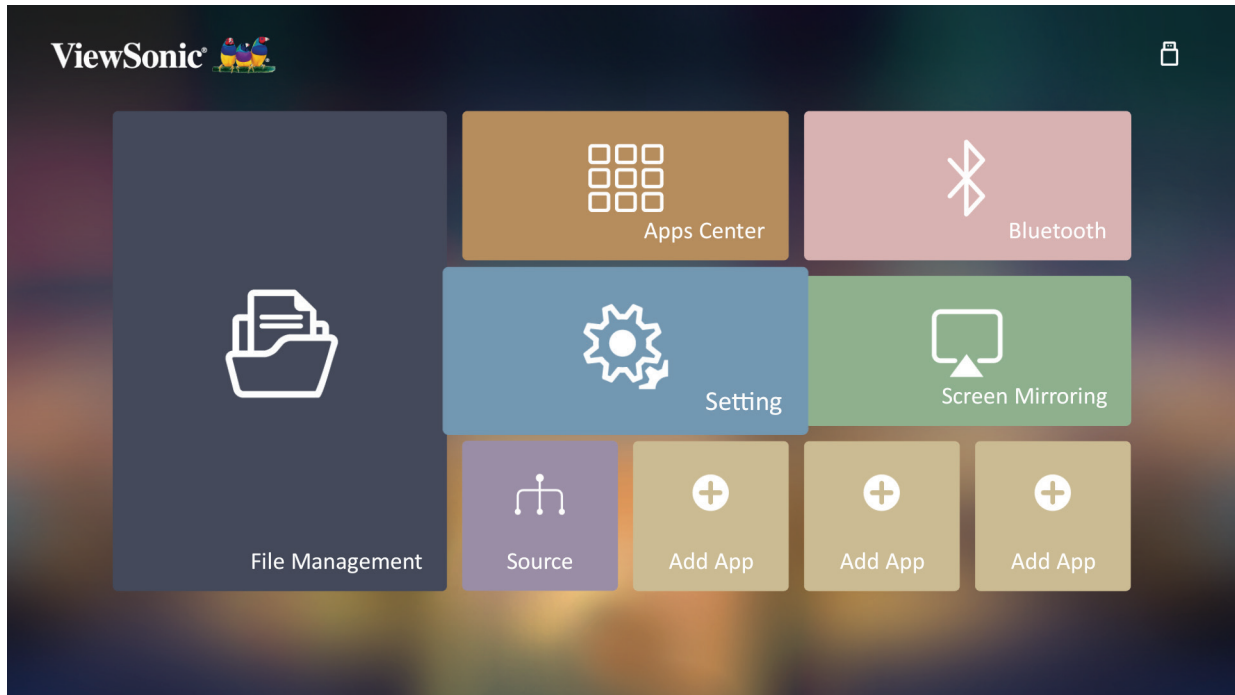 ViewSonic®
Apps Center
Bluetooth
Setting
Screen Mirroring
File Management
Source
Add App
Add App
Add App